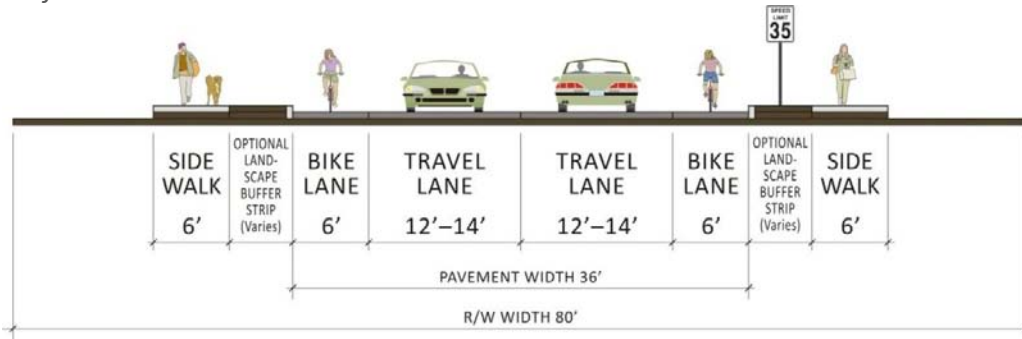 SPEED
LIMIT
35
SIDE
WALK
6'
OPTIONAL
LAND-
SCAPE
BUFFER
STRIP
(Varies)
BIKE
LANE
6'
TRAVEL
LANE
12'–14'
TRAVEL
LANE
12'–14'
BIKE
LANE
6'
OPTIONAL
LAND-
SCAPE
BUFFER
STRIP
(Varies)
SIDE
WALK
6'
PAVEMENT WIDTH 36'
R/W WIDTH 80'